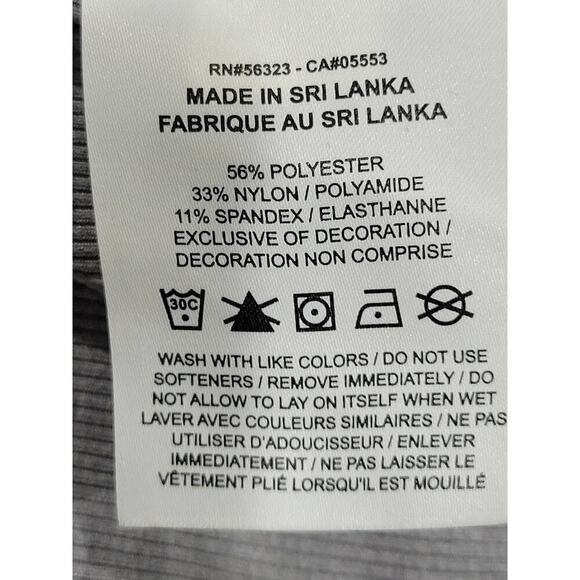 RN#56323 - CA#05553
MADE IN SRI LANKA
FABRIQUE AU SRI LANKA
56% POLYESTER
33% NYLON / POLYAMIDE
11% SPANDEX / ELASTHANNE
EXCLUSIVE OF DECORATION /
DECORATION NON COMPRISE
30C
WASH WITH LIKE COLORS / DO NOT USE
SOFTENERS / REMOVE IMMEDIATELY / DO
NOT ALLOW TO LAY ON ITSELF WHEN WET
LAVER AVEC COULEURS SIMILAIRES / NE PAS
UTILISER D'ADOUCISSEUR / ENLEVER
IMMEDIATEMENT / NE PAS LAISSER LE
VÊTEMENT PLIÉ LORSQU'IL EST MOUILLÉ